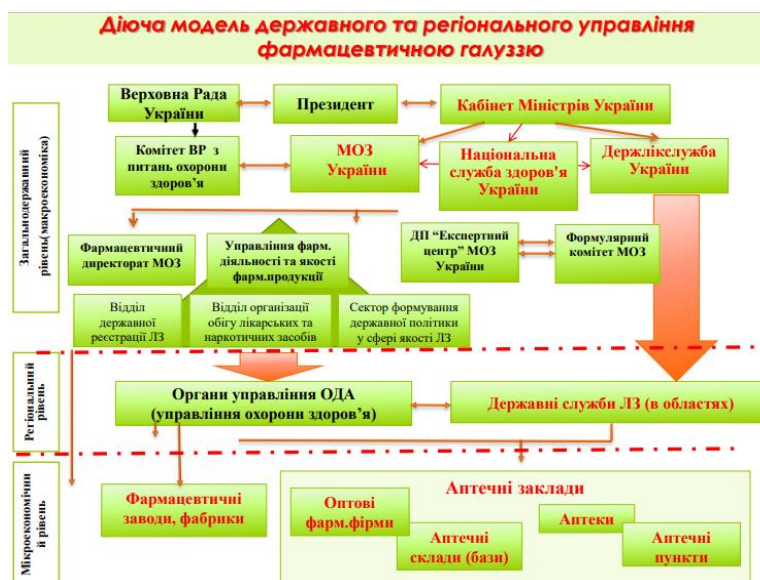 Діюча модель державного та регіонального управління
фармацевтичною галуззю
Загальнодержавний
рівень(макроекономіка)
Верховна Рада
України
Президент
Кабінет Міністрів України
Комітет ВР з
питань охорони
здоров'я
МОЗ
України
Національна
служба здоров'я
України
Держлікслужба
України
Фармацевтичний
директорат МОЗ
Управління фарм.
діяльності та якості
фарм.продукції
ДП “Експертний
центр” МОЗ
України
Формулярний
комітет МОЗ
Відділ
державної
реєстрації ЛЗ
Відділ організації
обігу лікарських та
наркотичних засобів
Сектор формування
державної політики
у сфері якості ЛЗ
Регіональний
рівень
Органи управління ОДА
(управління охорони здоров'я)
Державні служби ЛЗ (в областях)
Мікроекономічни
й рівень
Фармацевтичні
заводи, фабрики
Аптечні заклади
Оптові
фарм.фірми
Аптечні
склади (бази)
Аптеки
Аптечні
пункти